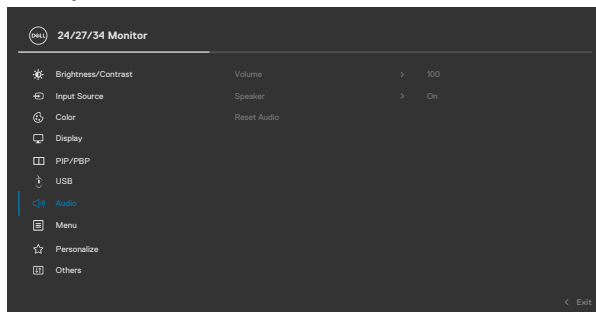 DELL 24/27/34 Monitor
Brightness/Contrast Volume > 100
Input Source Speaker > On
Color Reset Audio
Display
PIP/PBP
USB
Audio
Menu
Personalize
Others
< Exit